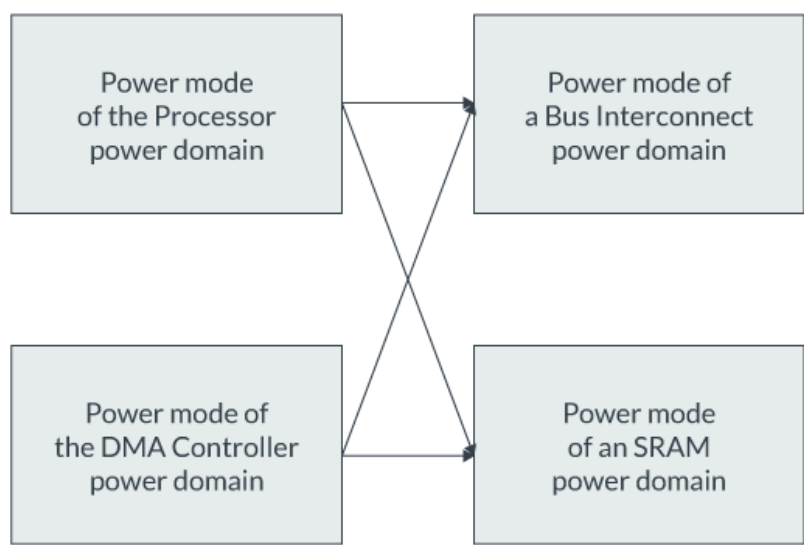 Power mode
of the Processor
power domain
Power mode of
a Bus Interconnect
power domain
Power mode of
the DMA Controller
power domain
Power mode
of an SRAM
power domain